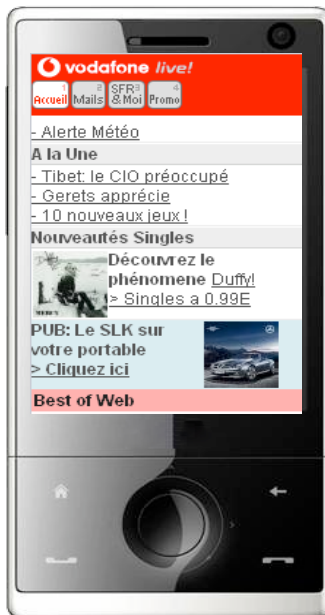 vodafone live!
1 2 3 4
Accueil Mails SFR & Moi Promo
- Alerte Météo
A la Une
- Tibet: le CIO préoccupé
- Gerets apprécie
- 10 nouveaux jeux !
Nouveautés Singles
Découvrez le
phénomene Duffy!
> Singles a 0.99E
PUB: Le SLK sur
votre portable
> Cliquez ici
Best of Web